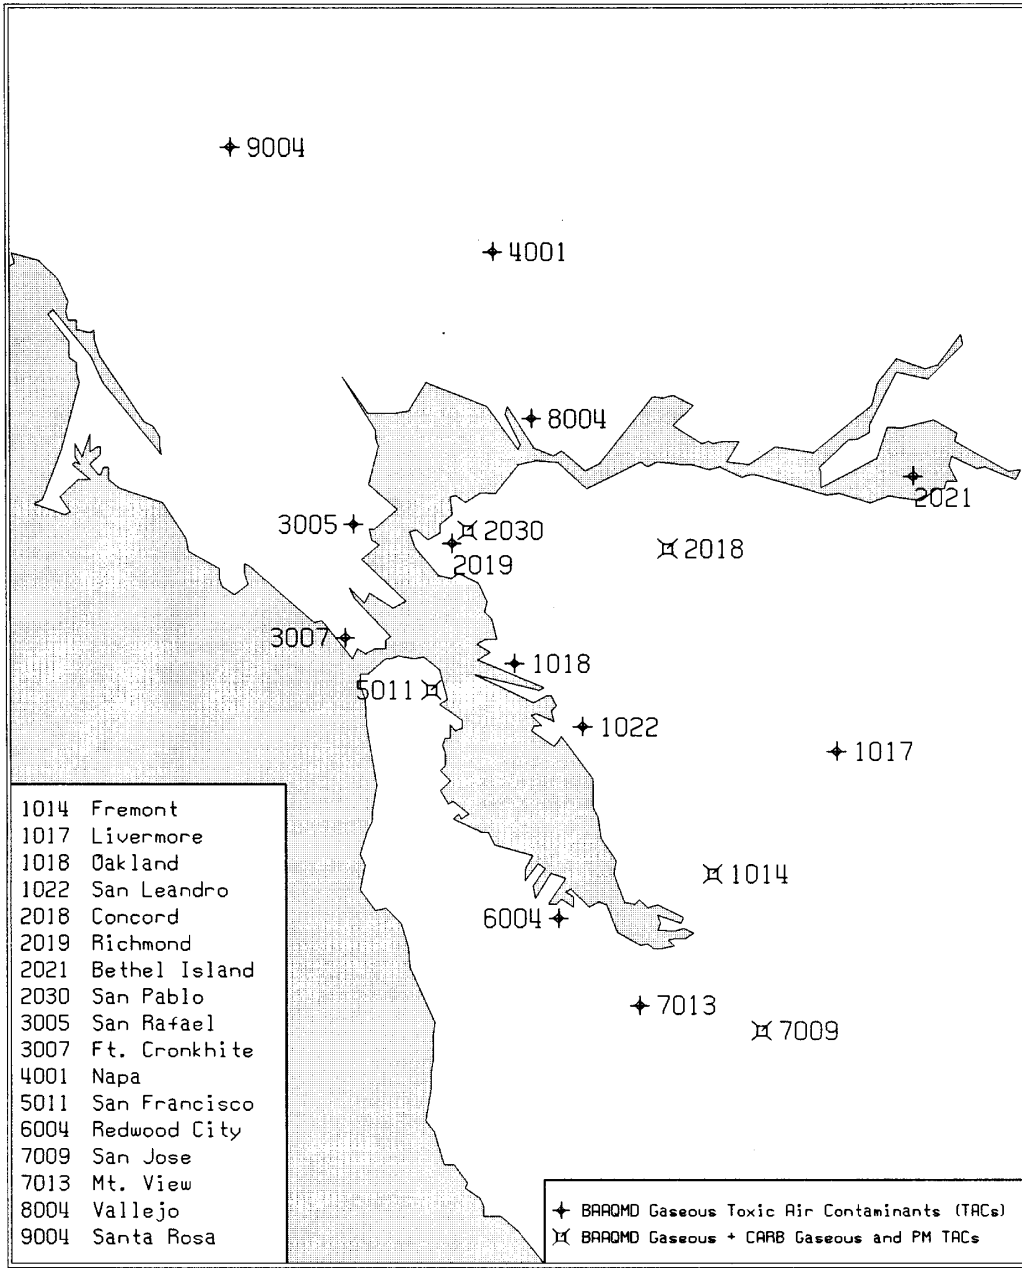 9004
4001
8004
2021
3005
2030
2019
2018
3007
1018
5011
1022
1017
1014
6004
7013
7009
1014 Fremont
1017 Livermore
1018 Oakland
1022 San Leandro
2018 Concord
2019 Richmond
2021 Bethel Island
2030 San Pablo
3005 San Rafael
3007 Ft. Cronkhite
4001 Napa
5011 San Francisco
6004 Redwood City
7009 San Jose
7013 Mt. View
8004 Vallejo
9004 Santa Rosa
BAAQMD Gaseous Toxic Air Contaminants (TACs)
BAAQMD Gaseous + CARB Gaseous and PM TACs